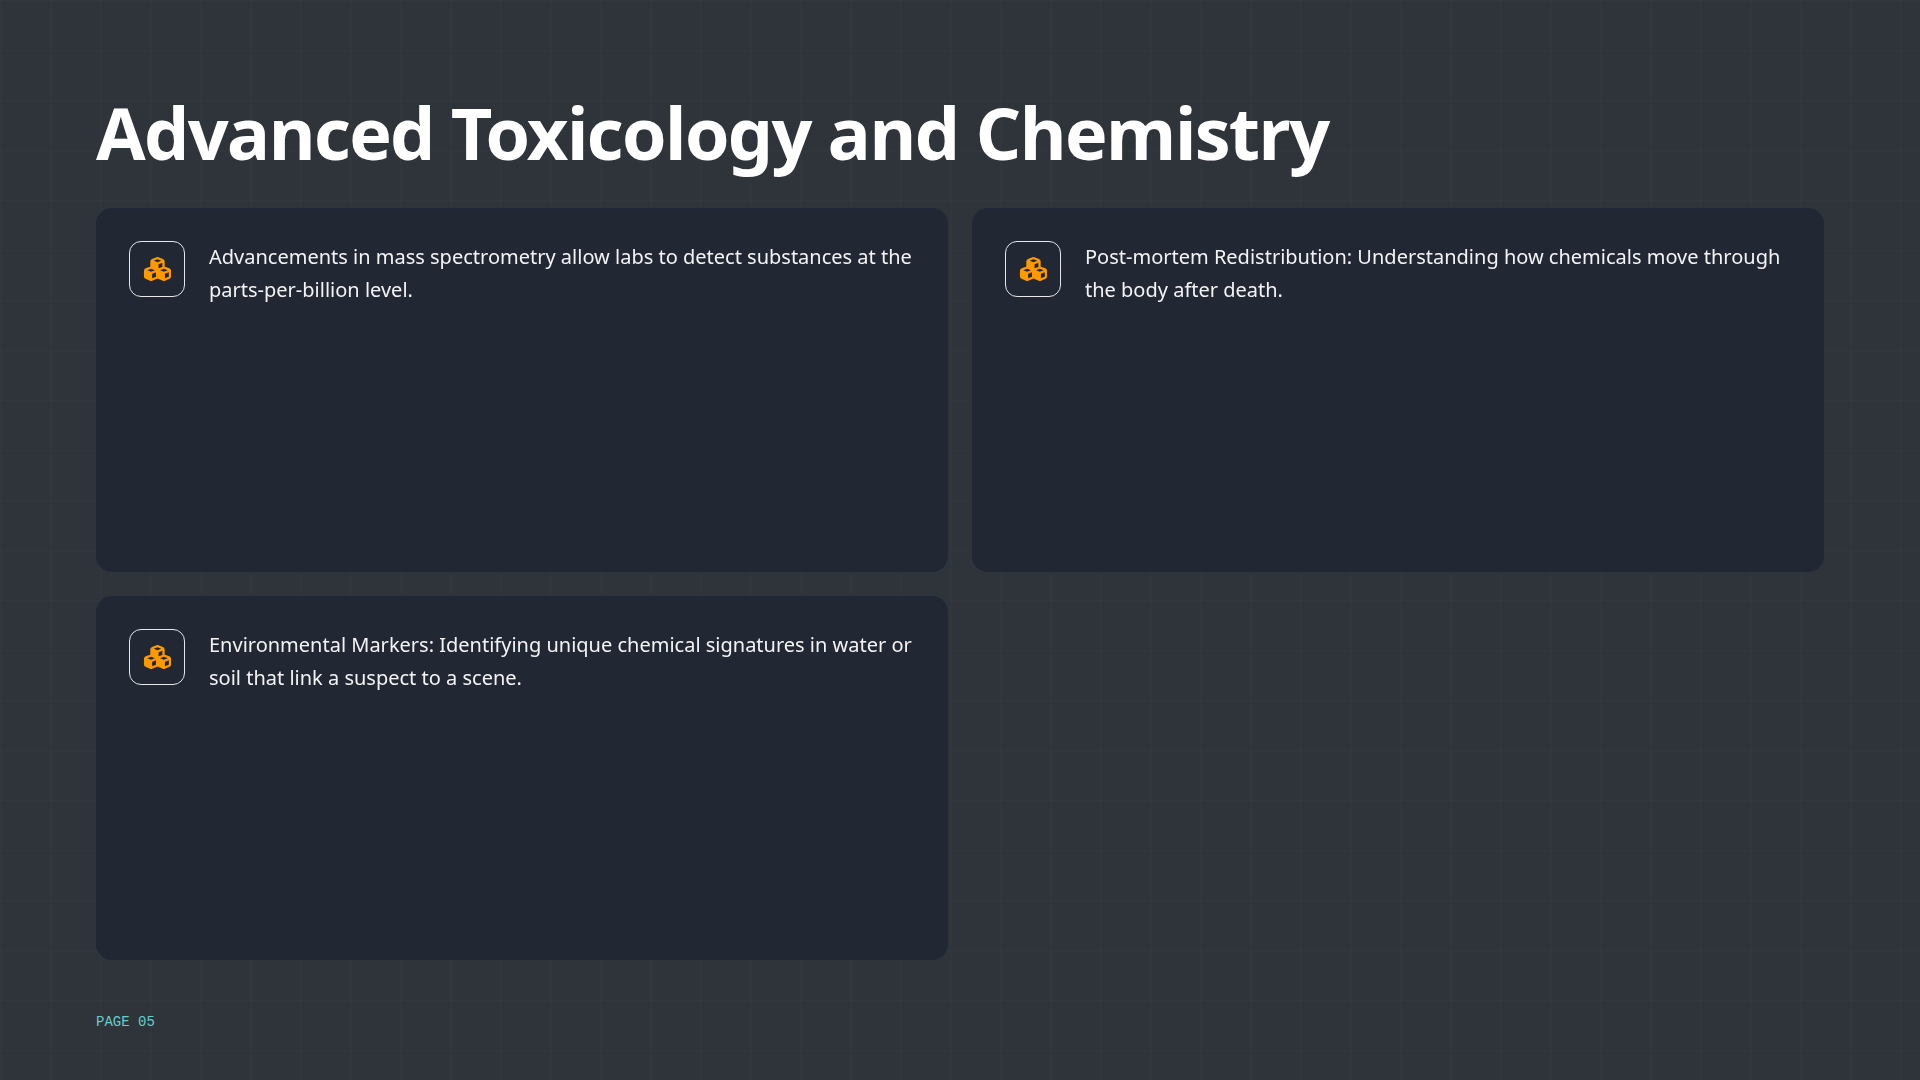 Advanced Toxicology and Chemistry
Advancements in mass spectrometry allow labs to detect substances at the
parts-per-billion level.
Post-mortem Redistribution: Understanding how chemicals move through
the body after death.
Environmental Markers: Identifying unique chemical signatures in water or
soil that link a suspect to a scene.
PAGE 05